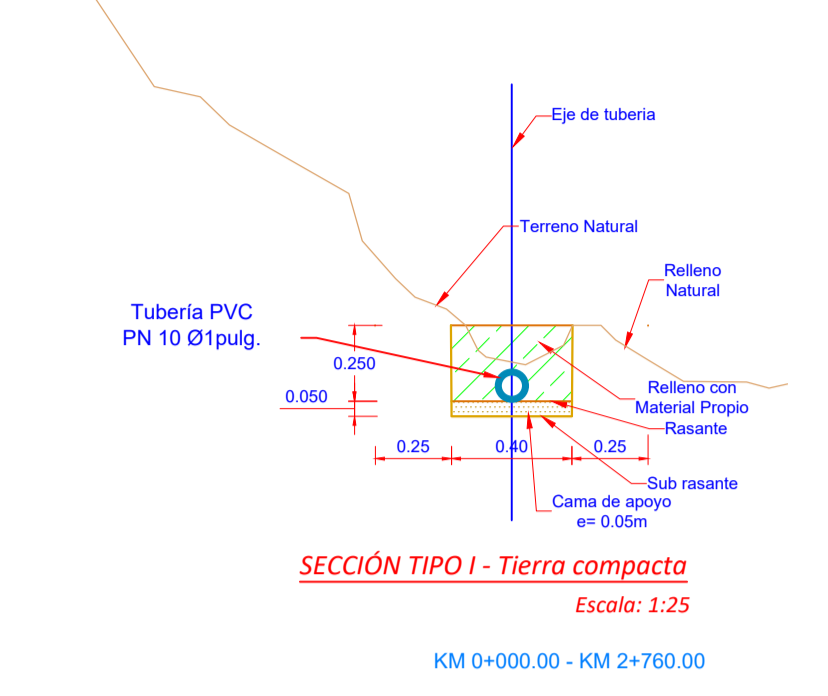 Eje de tuberia
Terreno Natural
Relleno
Natural
Tubería PVC
PN 10 Ø1pulg.
0.250
0.050
Relleno con
Material Propio
Rasante
0.25
0.40
0.25
Sub rasante
Cama de apoyo
e= 0.05m
SECCIÓN TIPO I - Tierra compacta
Escala: 1:25
KM 0+000.00 - KM 2+760.00